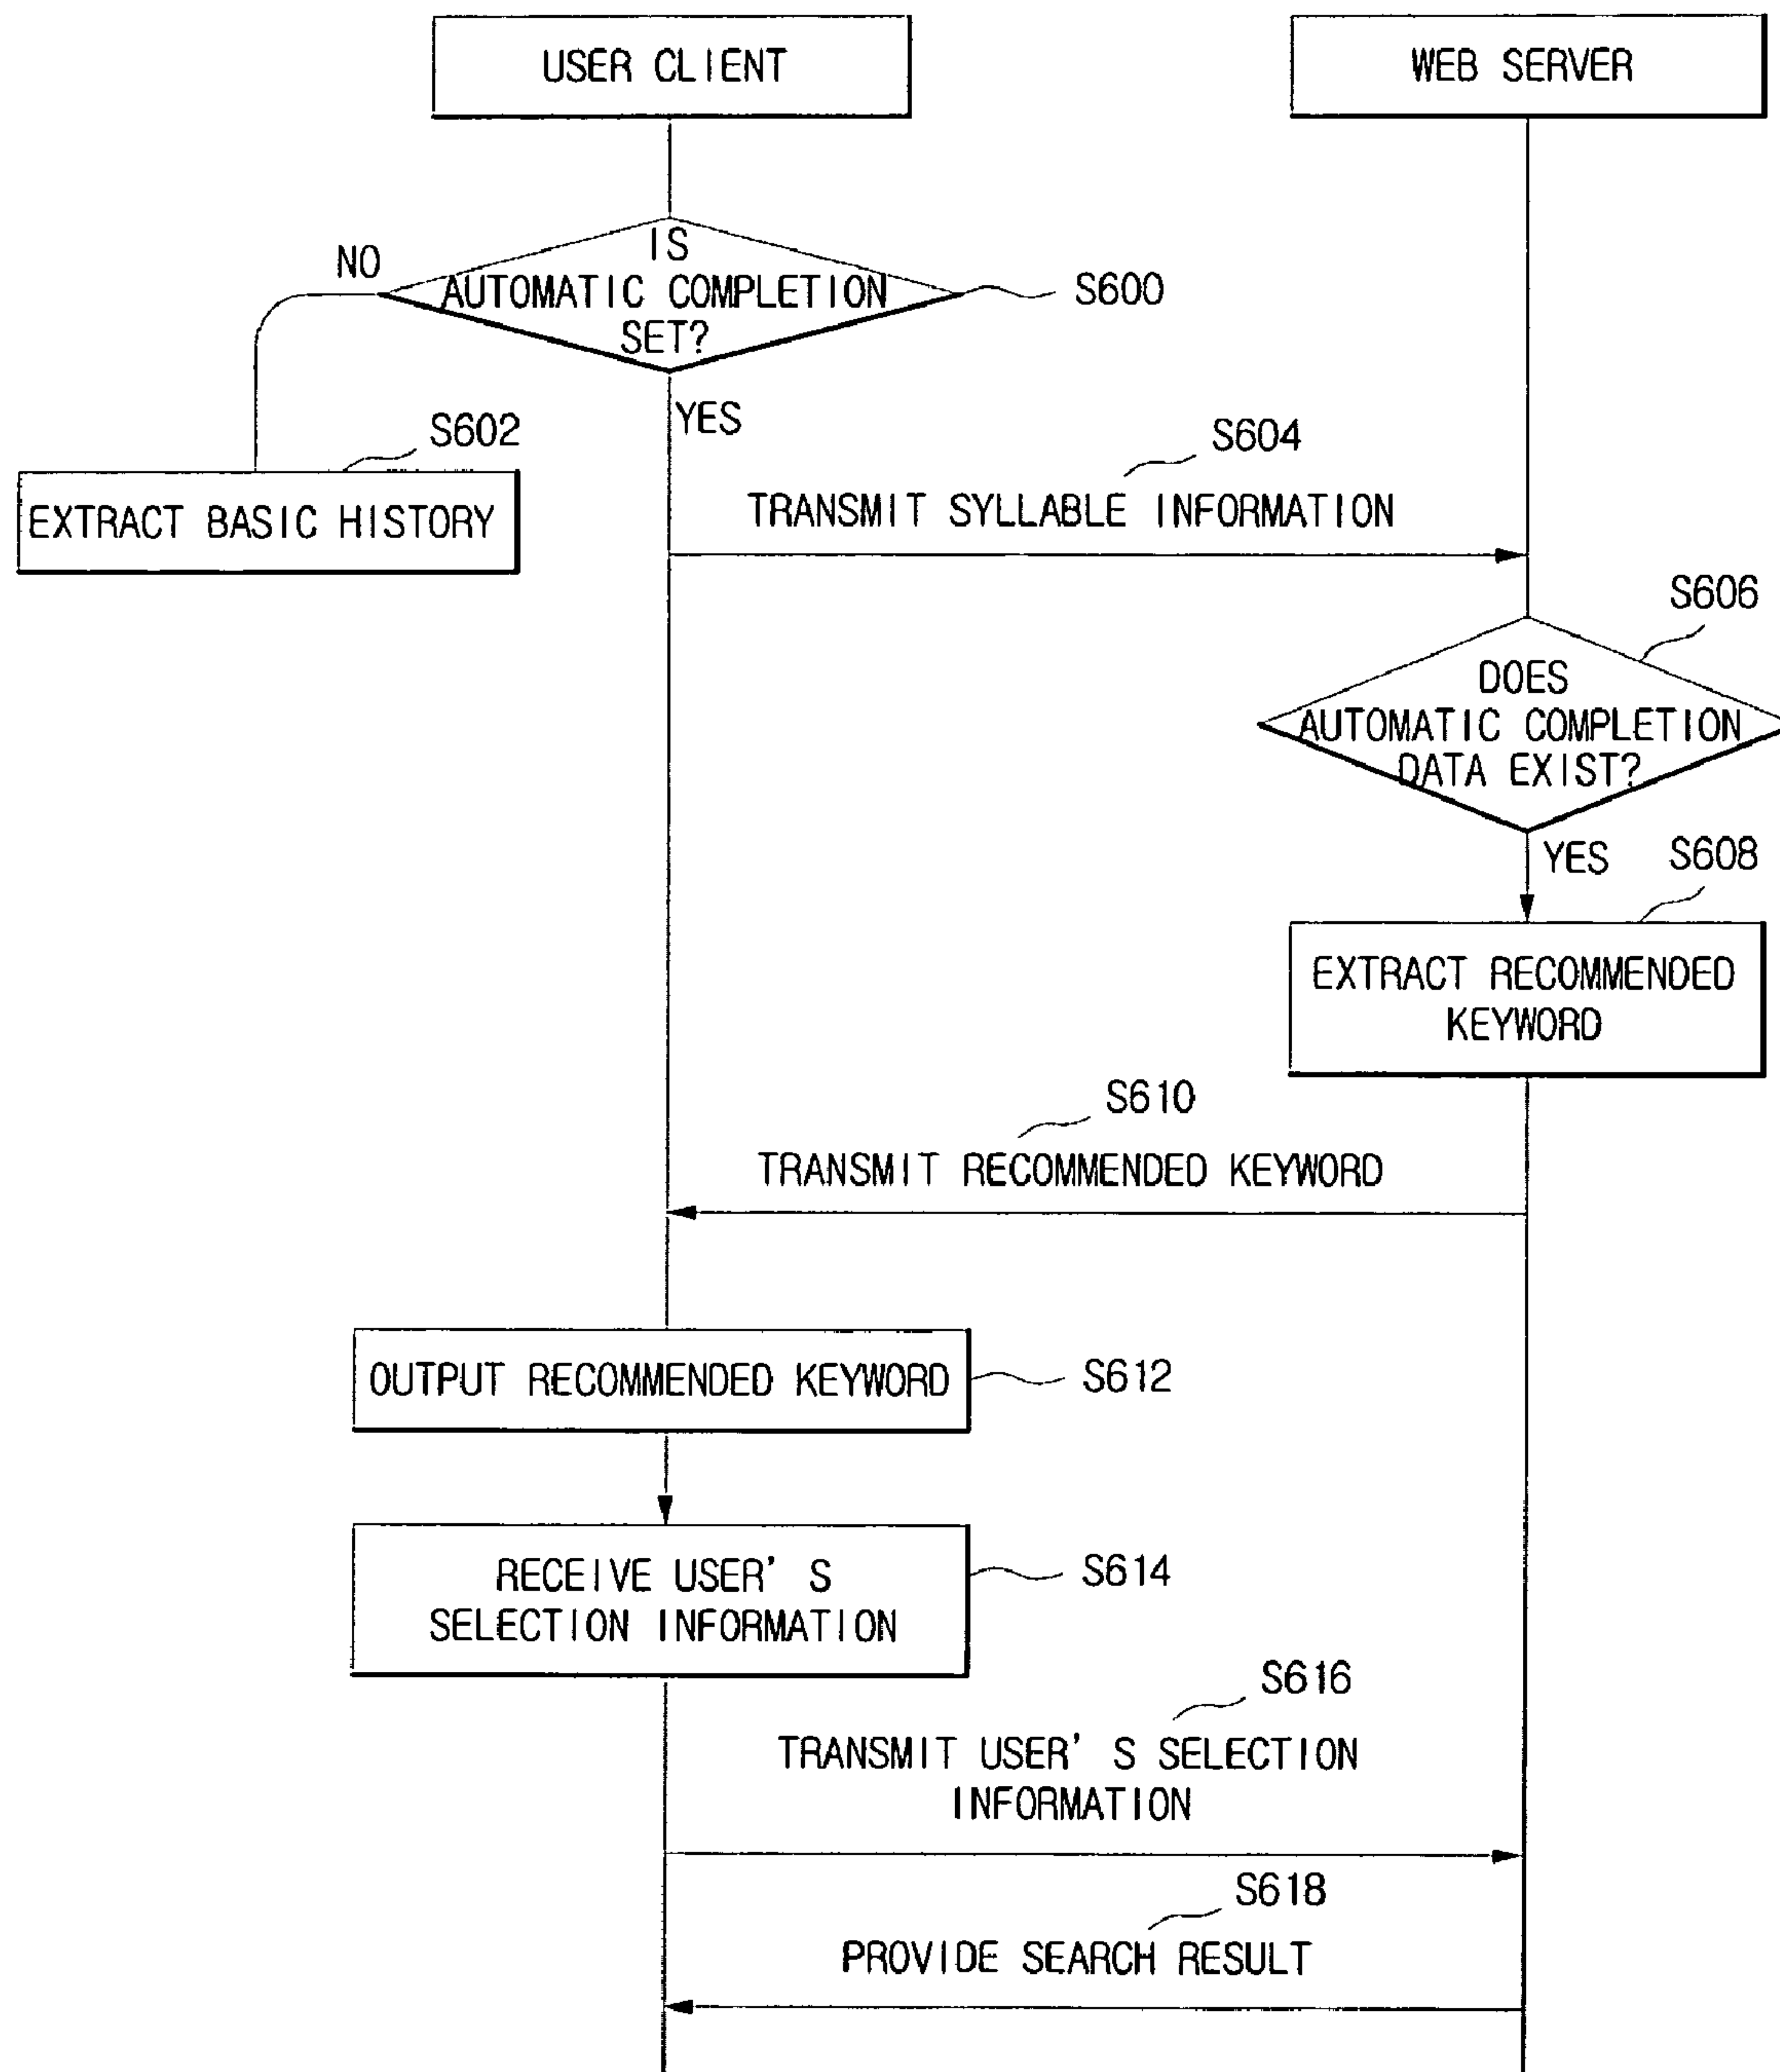 USER CLIENT
WEB SERVER
IS
AUTOMATIC COMPLETION
SET?
NO
S600
YES
S602
EXTRACT BASIC HISTORY
S604
TRANSMIT SYLLABLE INFORMATION
S606
DOES
AUTOMATIC COMPLETION
DATA EXIST?
YES
S608
EXTRACT RECOMMENDED
KEYWORD
S610
TRANSMIT RECOMMENDED KEYWORD
OUTPUT RECOMMENDED KEYWORD
S612
RECEIVE USER' S
SELECTION INFORMATION
S614
S616
TRANSMIT USER' S SELECTION
INFORMATION
S618
PROVIDE SEARCH RESULT